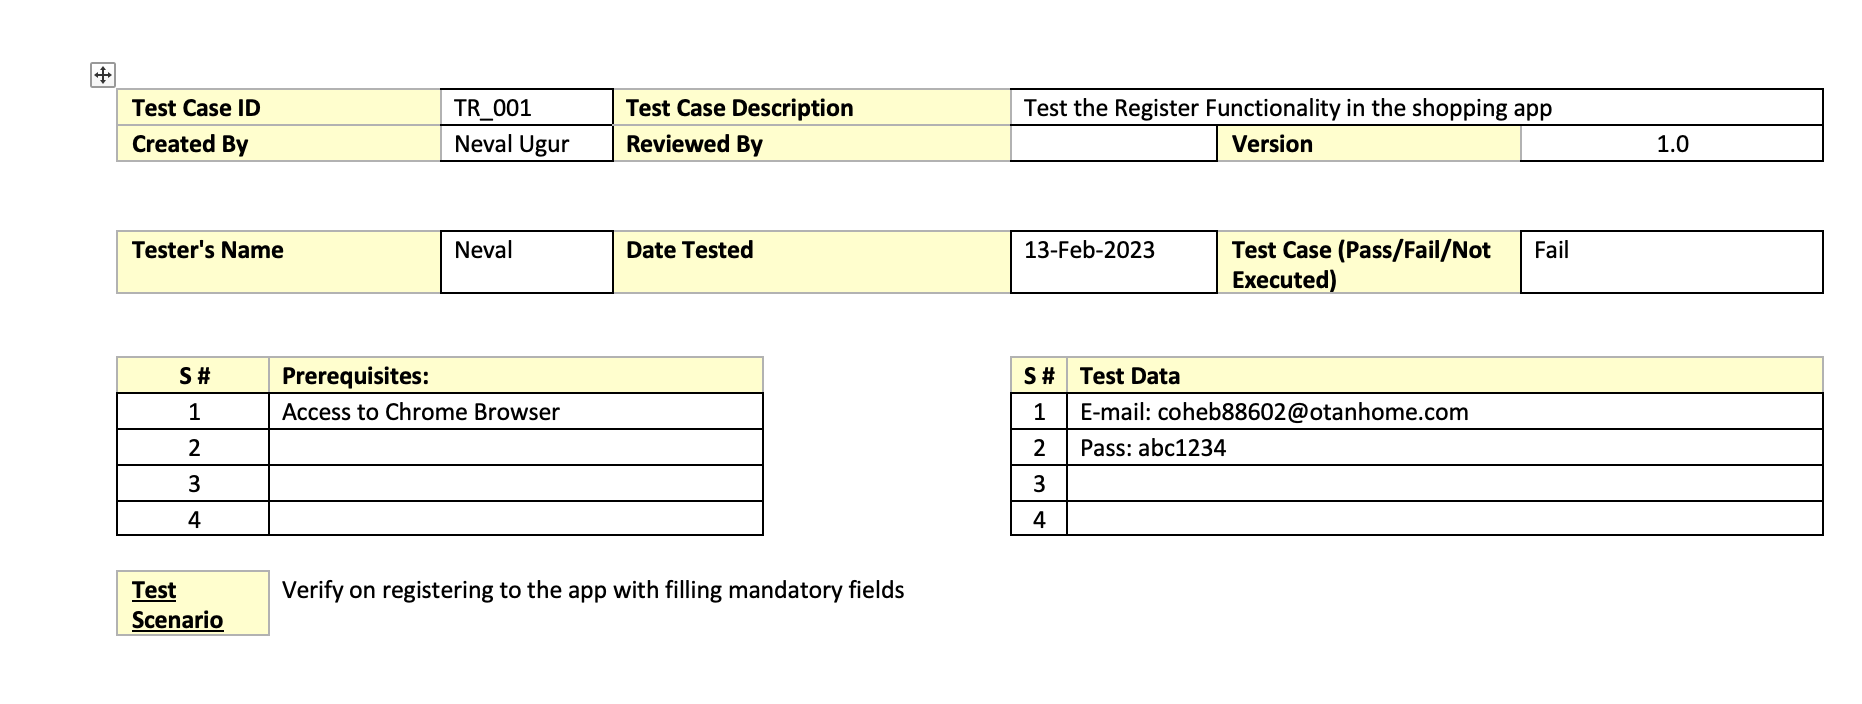 Test Case ID TR_001 Test Case Description Test the Register Functionality in the shopping app
Created By Neval Ugur Reviewed By Version 1.0
Tester's Name Neval Date Tested 13-Feb-2023 Test Case (Pass/Fail/Not Fail
Executed)
S # Prerequisites: S # Test Data
1 Access to Chrome Browser 1 E-mail: coheb88602@otanhome.com
2 2 Pass: abc1234
3 3
4 4
Test Verify on registering to the app with filling mandatory fields
Scenario